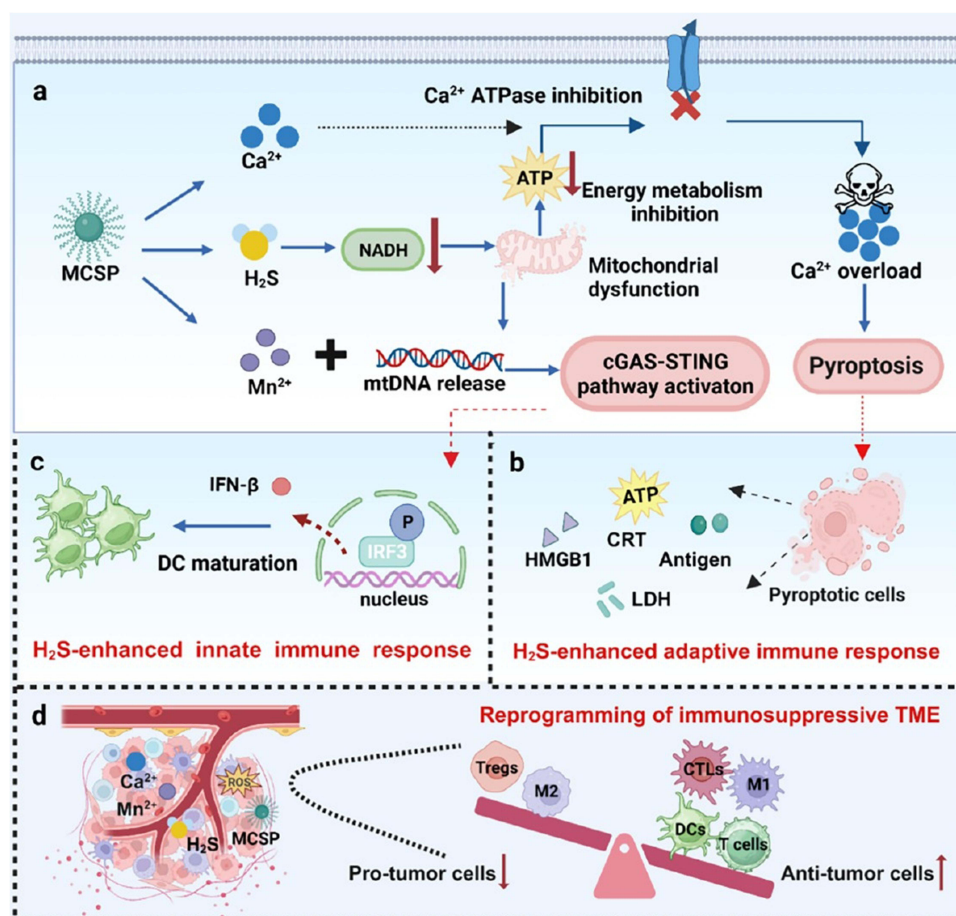 a
Ca²⁺ ATPase inhibition
Ca²⁺
ATP
Energy metabolism
inhibition
MCSP
H₂S
NADH
Mitochondrial
dysfunction
Ca²⁺ overload
Mn²⁺
+
mtDNA release
cGAS-STING
pathway activaton
Pyroptosis
c
IFN-β
DC maturation
P
IRF3
nucleus
H₂S-enhanced innate immune response
b
ATP
CRT
HMGB1
Antigen
LDH
Pyroptotic cells
H₂S-enhanced adaptive immune response
d
Ca²⁺
Mn²⁺
ROS
H₂S
MCSP
Reprogramming of immunosuppressive TME
Tregs
M2
CTLs
M1
DCs
T cells
Pro-tumor cells
Anti-tumor cells